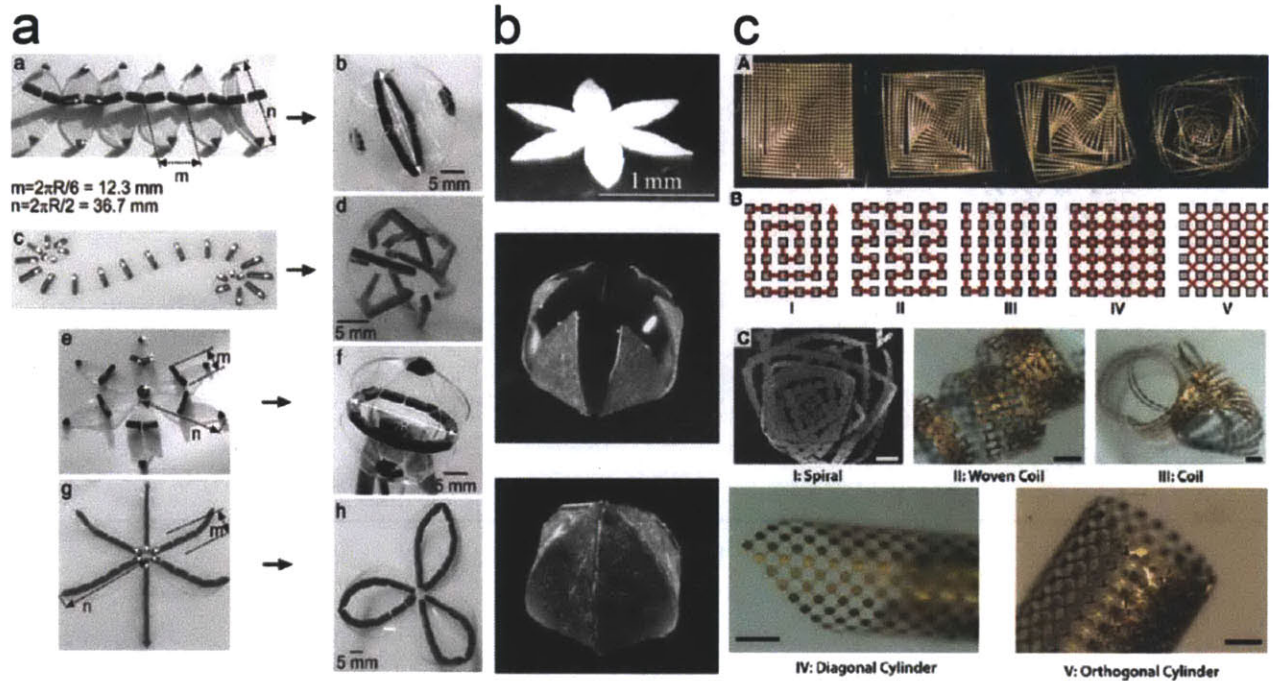 a
b
c
a
b
n
m
5 mm
m=2πR/6 = 12.3 mm
n=2πR/2 = 36.7 mm
c
d
5 mm
e
m
n
f
5 mm
g
m
n
h
5 mm
1 mm
A
B
I
II
III
IV
V
C
I: Spiral
II: Woven Coil
III: Coil
IV: Diagonal Cylinder
V: Orthogonal Cylinder